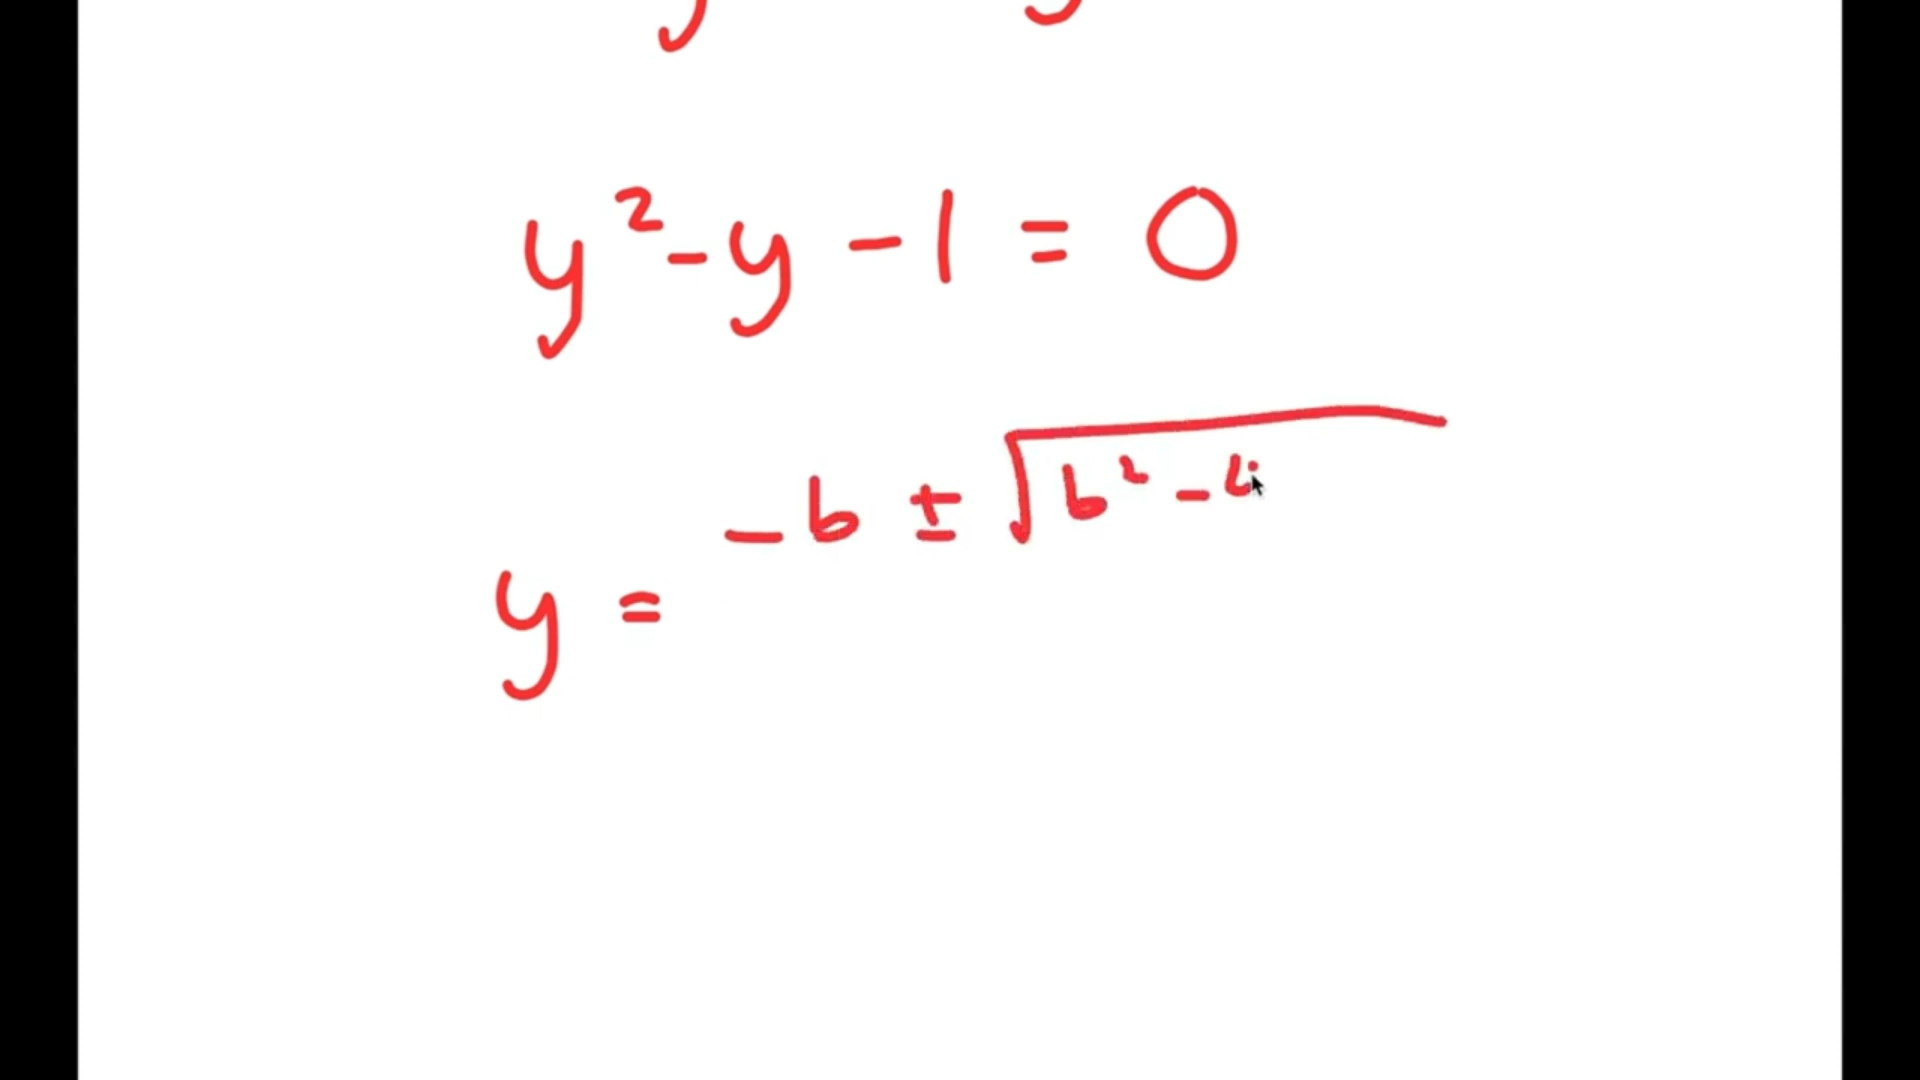 y² - y - 1 = 0
y = -b ± √b² - 4